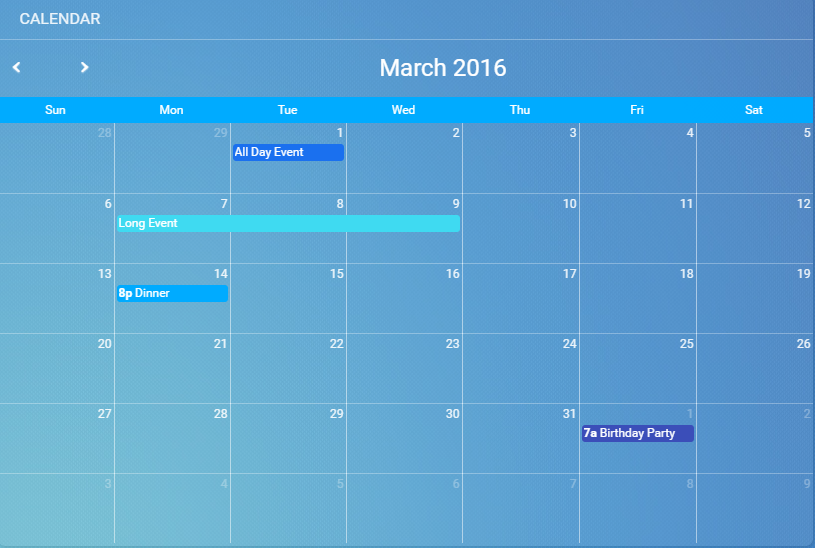 CALENDAR
March 2016
Sun Mon Tue Wed Thu Fri Sat
28 29 1 2 3 4 5
All Day Event
6 7 8 9 10 11 12
Long Event
13 14 15 16 17 18 19
8p Dinner
20 21 22 23 24 25 26
27 28 29 30 31 1 2
7a Birthday Party
3 4 5 6 7 8 9